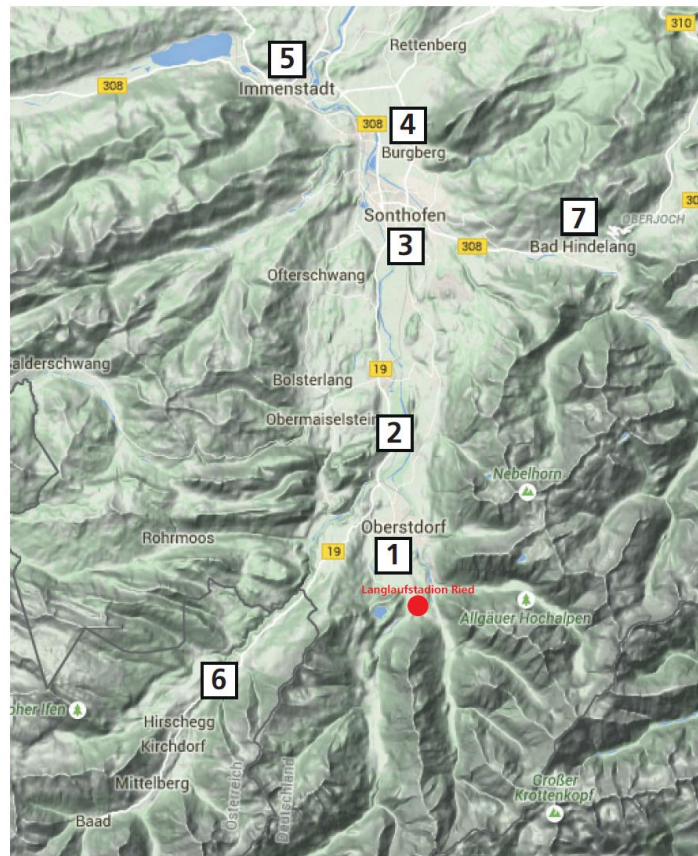 310
Rettenberg
5
Immenstadt
308
308
4
Burgberg
30
7
OBERJOCH
Sonthofen
3
308
Bad Hindelang
Ofterschwang
alderschwang
19
Bolsterlang
Obermaiselstein
2
Nebelhorn
Oberstdorf
Rohrmoos
19
1
Langlaufstadion Ried
Allgäuer Hochalpen
6
oher Ifen
Hirschegg
Kirchdorf
Mittelberg
Österreich
Deutschland
Großer
Krottenkopf
Baad